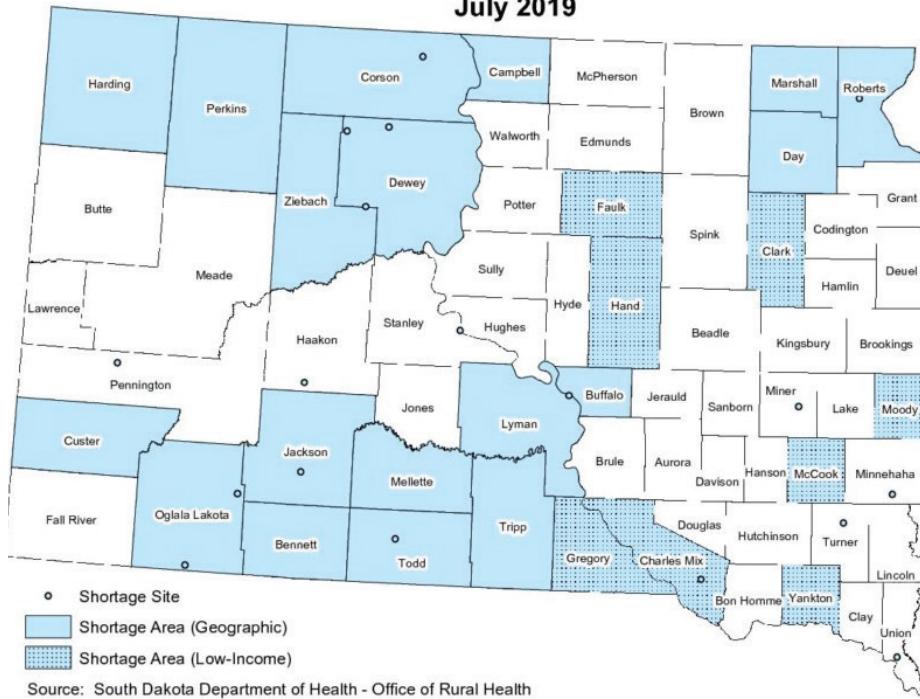 July 2019
Harding
Perkins
Corson
Campbell
McPherson
Brown
Marshall
Roberts
Walworth
Edmunds
Day
Butte
Ziebach
Dewey
Potter
Faulk
Spink
Clark
Codington
Grant
Meade
Sully
Hyde
Hand
Hamlin
Deuel
Lawrence
Haakon
Stanley
Hughes
Beadle
Kingsbury
Brookings
Pennington
Jones
Lyman
Buffalo
Jerauld
Sanborn
Miner
Lake
Moody
Custer
Jackson
Mellette
Brule
Aurora
Davison
Hanson
McCook
Minnehaha
Fall River
Oglala Lakota
Bennett
Todd
Tripp
Gregory
Charles Mix
Douglas
Hutchinson
Turner
Lincoln
Bon Homme
Yankton
Clay
Union
Shortage Site
Shortage Area (Geographic)
Shortage Area (Low-Income)
Source: South Dakota Department of Health - Office of Rural Health